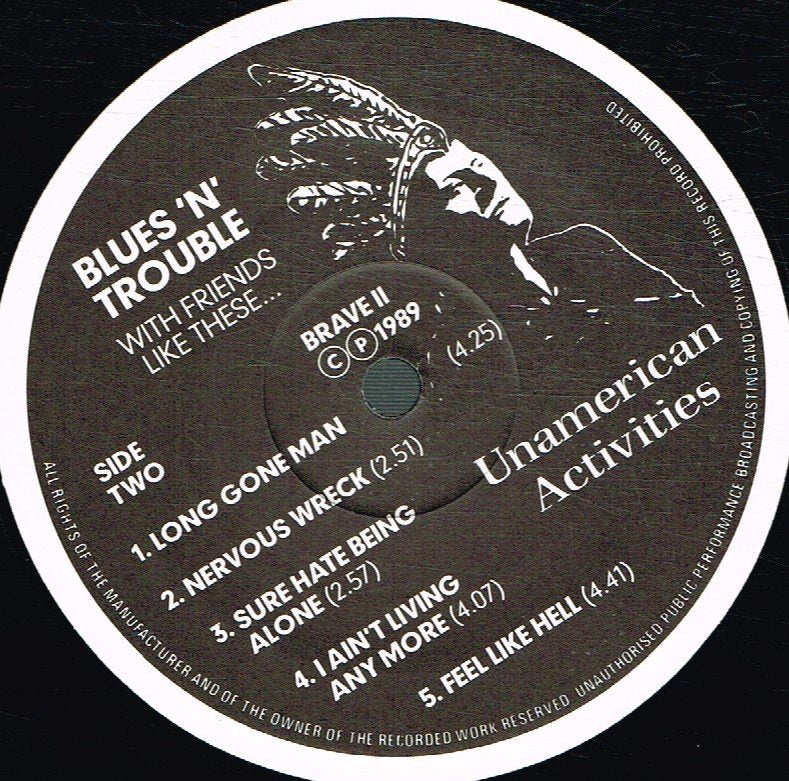 BLUES 'N'
TROUBLE
WITH FRIENDS
LIKE THESE...
BRAVE II
Ⓒ Ⓟ 1989
Unamerican
Activities
SIDE
TWO
1. LONG GONE MAN (4.25)
2. NERVOUS WRECK (2.51)
3. SURE HATE BEING
ALONE (2.57)
4. I AIN'T LIVING
ANY MORE (4.07)
5. FEEL LIKE HELL (4.41)
ALL RIGHTS OF THE MANUFACTURER AND OF THE OWNER OF THE RECORDED WORK RESERVED UNAUTHORISED PUBLIC PERFORMANCE BROADCASTING AND COPYING OF THIS RECORD PROHIBITED